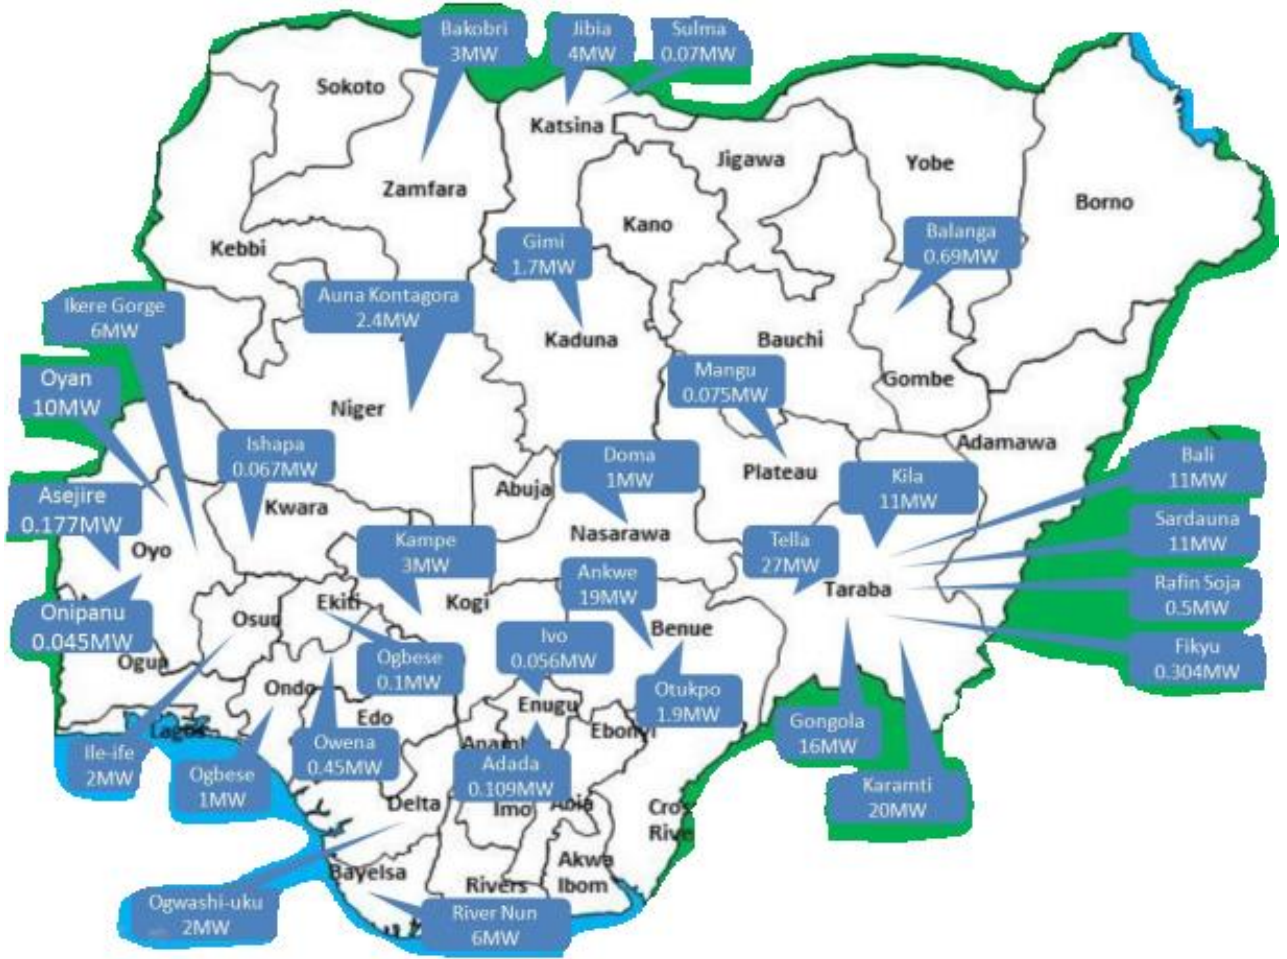 Bakobri
3MW
Jibia
4MW
Sulma
0.07MW
Sokoto
Katsina
Jigawa
Yobe
Zamfara
Borno
Kano
Kebbi
Gimi
1.7MW
Balanga
0.69MW
Ikere Gorge
6MW
Auna Kontagora
2.4MW
Kaduna
Bauchi
Oyan
10MW
Mangu
0.075MW
Gombe
Niger
Ishapa
0.067MW
Adamawa
Doma
1MW
Plateau
Kila
11MW
Bali
11MW
Asejire
0.177MW
Abuja
Kwara
Sardauna
11MW
Nasarawa
Oyo
Kampe
3MW
Tella
27MW
Ankwe
19MW
Taraba
Rafin Soja
0.5MW
Onipanu
0.045MW
Osun
Ekiti
Kogi
Benue
Ivo
0.056MW
Fikyu
0.304MW
Ogun
Ogbese
0.1MW
Otukpo
1.9MW
Ondo
Edo
Enugu
Ebonyi
Gongola
16MW
Lagos
Ile-ife
2MW
Ogbese
1MW
Owena
0.45MW
Adada
0.109MW
Karamti
20MW
Delta
Imo
Abia
Cros
Rive
Bayelsa
Rivers
Akwa
Ibom
Ogwashi-uku
2MW
River Nun
6MW